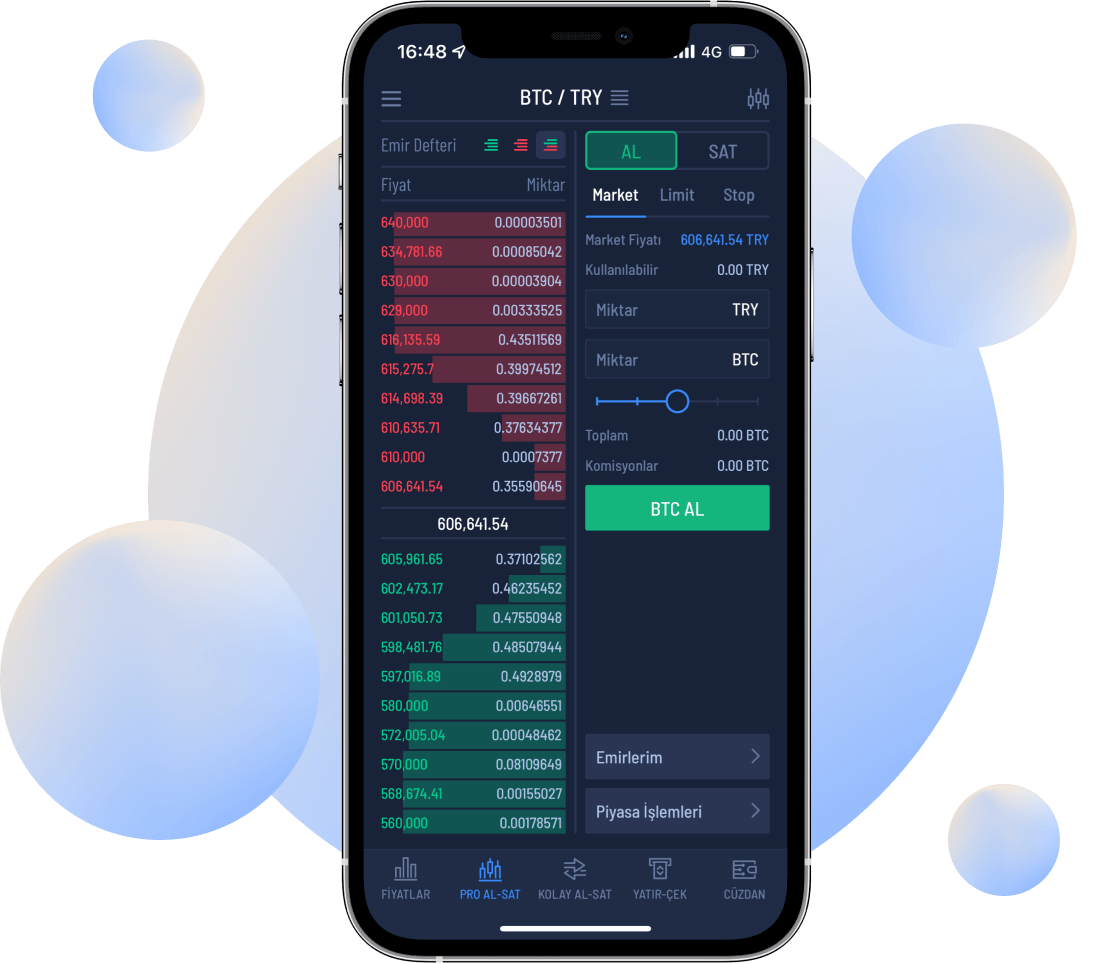 16:48 4G
BTC / TRY
Emir Defteri
Fiyat Miktar
640,000 0.00003501
634,781.66 0.00085042
630,000 0.00003904
629,000 0.00333525
616,135.59 0.43511569
615,275.7 0.39974512
614,698.39 0.39667261
610,635.71 0.37634377
610,000 0.0007377
606,641.54 0.35590645
606,641.54
605,961.65 0.37102562
602,473.17 0.46235452
601,050.73 0.47550948
598,481.76 0.48507944
597,016.89 0.4928979
580,000 0.00646551
572,005.04 0.00048462
570,000 0.08109649
568,674.41 0.00155027
560,000 0.00178571
AL SAT
Market Limit Stop
Market Fiyatı 606,641.54 TRY
Kullanılabilir 0.00 TRY
Miktar TRY
Miktar BTC
Toplam 0.00 BTC
Komisyonlar 0.00 BTC
BTC AL
Emirlerim
Piyasa İşlemleri
FİYATLAR PRO AL-SAT KOLAY AL-SAT YATIR-ÇEK CÜZDAN